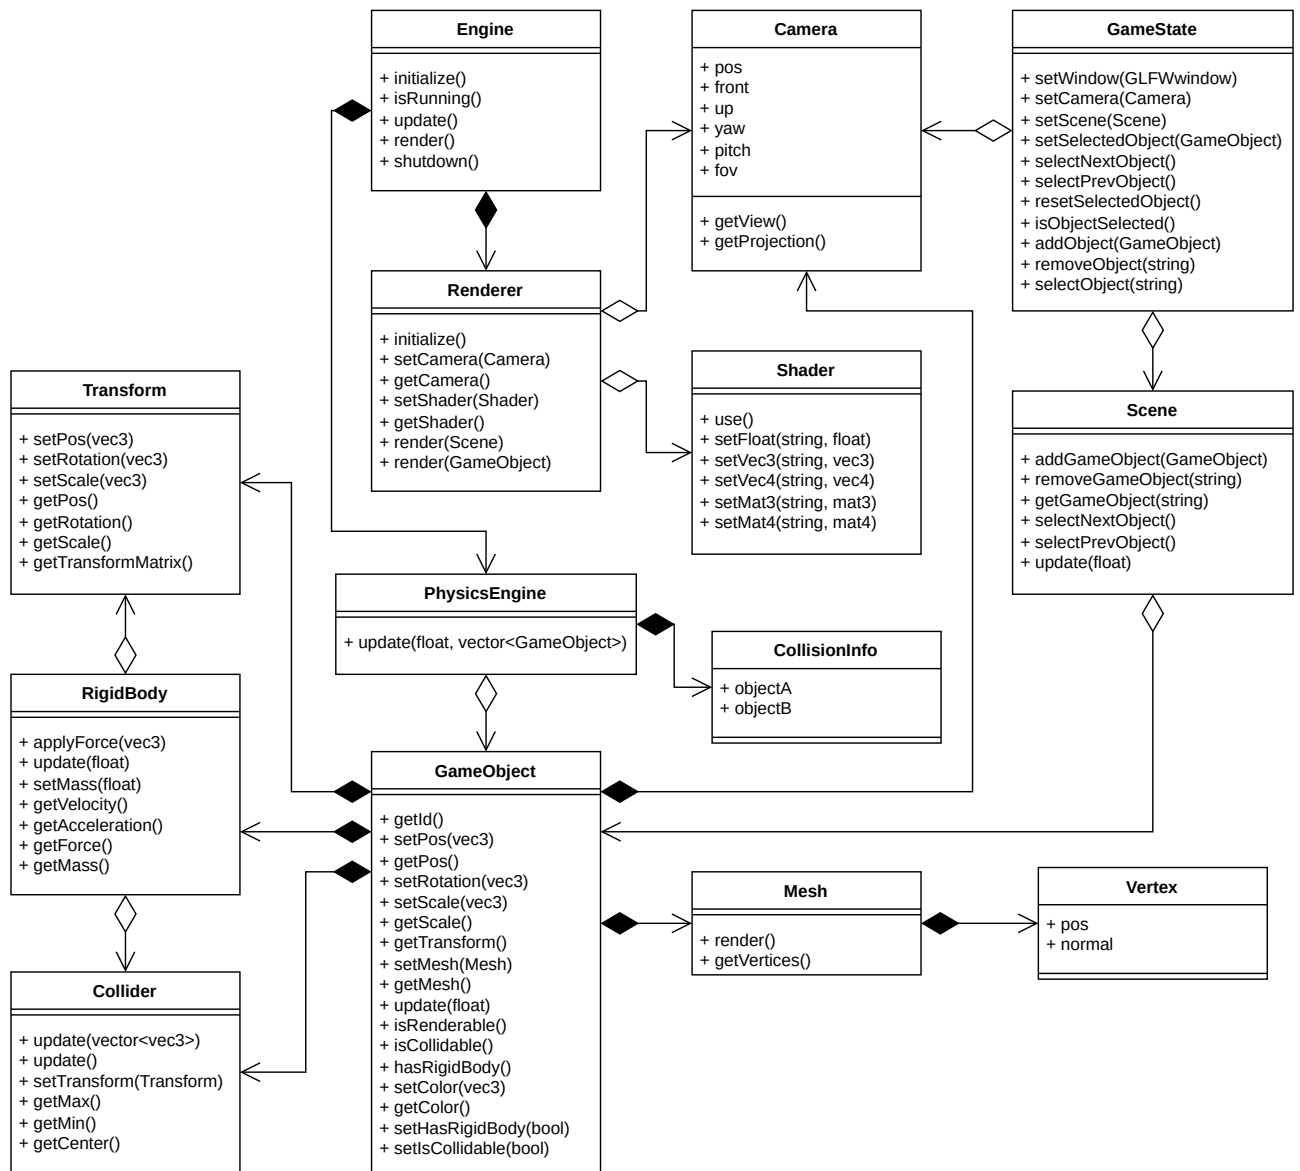 Engine
+ initialize()
+ isRunning()
+ update()
+ render()
+ shutdown()
Camera
+ pos
+ front
+ up
+ yaw
+ pitch
+ fov
+ getView()
+ getProjection()
GameState
+ setWindow(GLFWwindow)
+ setCamera(Camera)
+ setScene(Scene)
+ setSelectedObject(GameObject)
+ selectNextObject()
+ selectPrevObject()
+ resetSelectedObject()
+ isObjectSelected()
+ addObject(GameObject)
+ removeObject(string)
+ selectObject(string)
Renderer
+ initialize()
+ setCamera(Camera)
+ getCamera()
+ setShader(Shader)
+ getShader()
+ render(Scene)
+ render(GameObject)
Shader
+ use()
+ setFloat(string, float)
+ setVec3(string, vec3)
+ setVec4(string, vec4)
+ setMat3(string, mat3)
+ setMat4(string, mat4)
Transform
+ setPos(vec3)
+ setRotation(vec3)
+ setScale(vec3)
+ getPos()
+ getRotation()
+ getScale()
+ getTransformMatrix()
Scene
+ addGameObject(GameObject)
+ removeGameObject(string)
+ getGameObject(string)
+ selectNextObject()
+ selectPrevObject()
+ update(float)
PhysicsEngine
+ update(float, vector<GameObject>)
CollisionInfo
+ objectA
+ objectB
RigidBody
+ applyForce(vec3)
+ update(float)
+ setMass(float)
+ getVelocity()
+ getAcceleration()
+ getForce()
+ getMass()
GameObject
+ getId()
+ setPos(vec3)
+ getPos()
+ setRotation(vec3)
+ setScale(vec3)
+ getScale()
+ getTransform()
+ setMesh(Mesh)
+ getMesh()
+ update(float)
+ isRenderable()
+ isCollidable()
+ hasRigidBody()
+ setColor(vec3)
+ getColor()
+ setHasRigidBody(bool)
+ setIsCollidable(bool)
Mesh
+ render()
+ getVertices()
Vertex
+ pos
+ normal
Collider
+ update(vector<vec3>)
+ update()
+ setTransform(Transform)
+ getMax()
+ getMin()
+ getCenter()